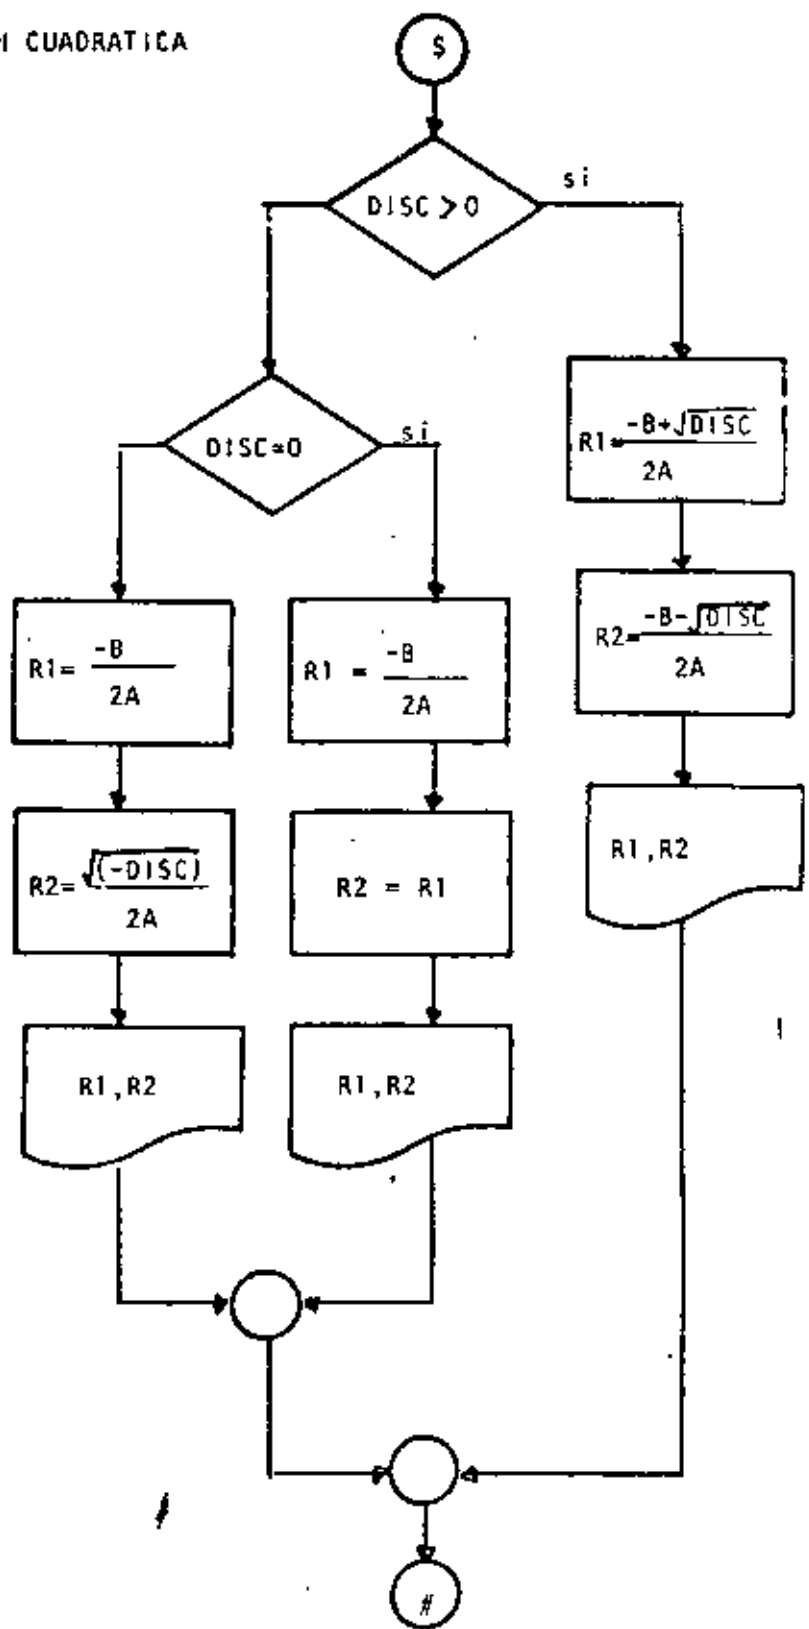 CUADRATICA
$
DISC > 0
si
DISC=0
si
R1= -B+√DISC
2A
R2= -B-√DISC
2A
R1,R2
R1= -B
2A
R2= √(-DISC)
2A
R1,R2
R1 = -B
2A
R2 = R1
R1,R2
#